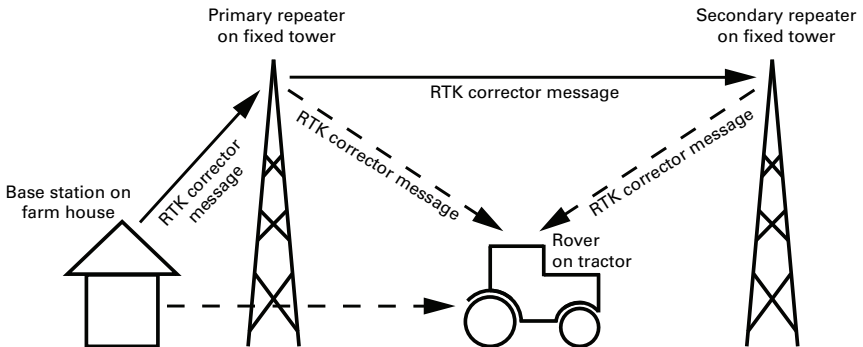 Primary repeater
on fixed tower
Secondary repeater
on fixed tower
RTK corrector message
RTK corrector
message
RTK corrector message
RTK corrector message
Base station on
farm house
Rover
on tractor